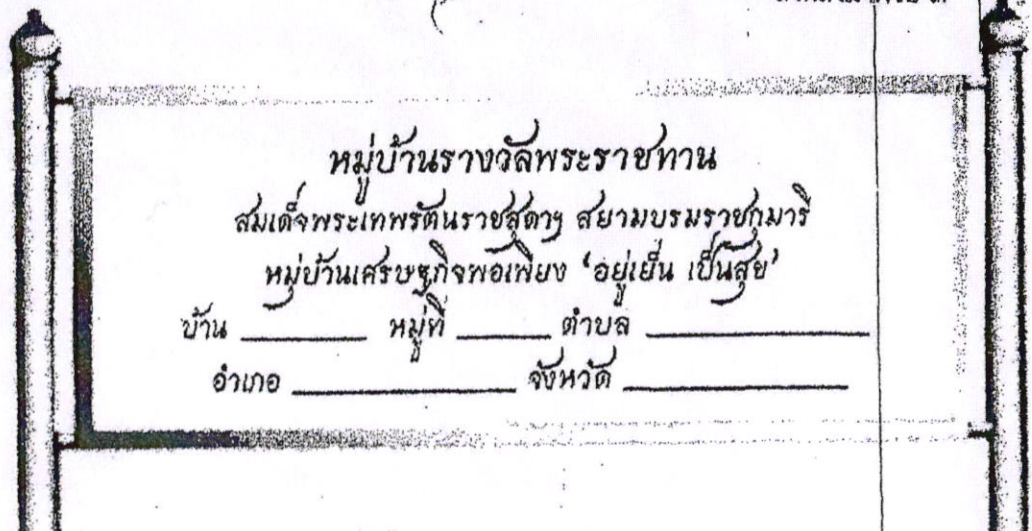 หมู่บ้านรางวัลพระราชทาน
สมเด็จพระเทพรัตนราชสุดาฯ สยามบรมราชกุมารี
หมู่บ้านเศรษฐกิจพอเพียง ‘อยู่เย็น เป็นสุข’
บ้าน __________ หมู่ที่ ________ ตำบล __________________
อำเภอ __________________ จังหวัด __________________